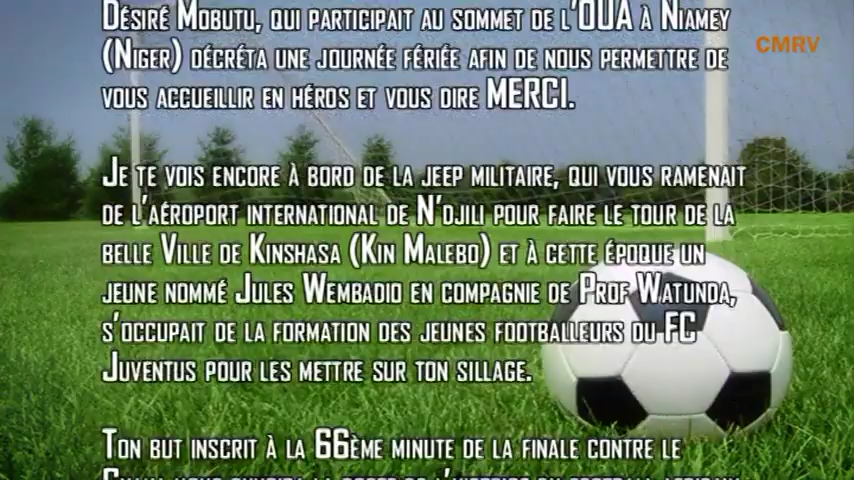 Désiré Mobutu, qui participait au sommet de l'OUA à Niamey
CMRV
(Niger) décréta une journée fériée afin de nous permettre de
vous accueillir en héros et vous dire MERCI.
Je te vois encore à bord de la jeep militaire, qui vous ramenait
de l'aéroport international de N'djili pour faire le tour de la
belle Ville de Kinshasa (Kin Malebo) et à cette époque un
jeune nommé Jules Wembadio en compagnie de Prof Watunda,
s'occupait de la formation des jeunes footballeurs du FC
Juventus pour les mettre sur ton sillage.
Ton but inscrit à la 66ème minute de la finale contre le